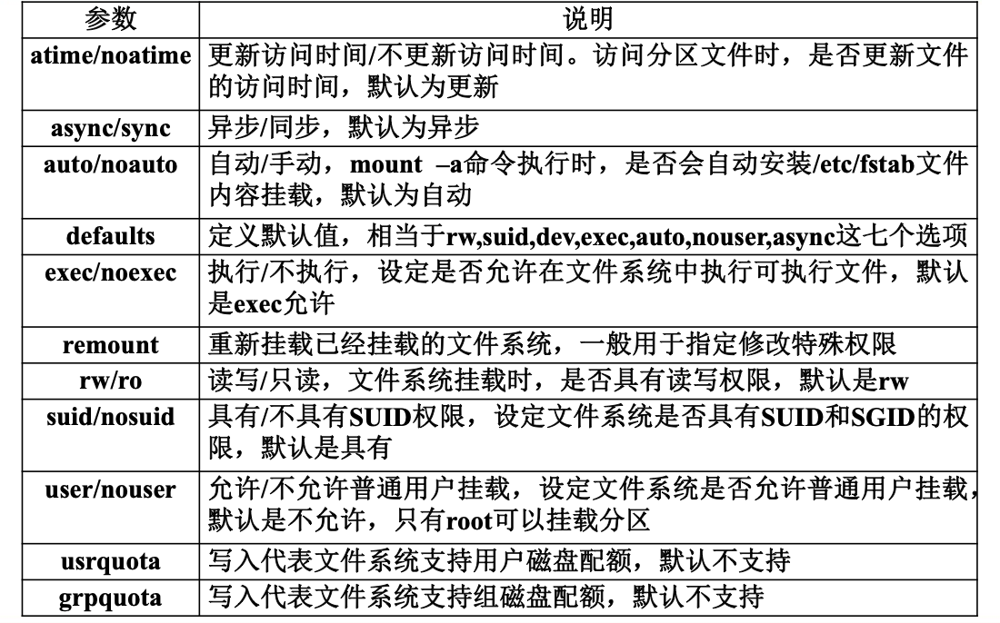 参数 说明
atime/noatime 更新访问时间/不更新访问时间。访问分区文件时，是否更新文件
的访问时间，默认为更新
async/sync 异步/同步，默认为异步
auto/noauto 自动/手动，mount –a命令执行时，是否会自动安装/etc/fstab文件
内容挂载，默认为自动
defaults 定义默认值，相当于rw,suid,dev,exec,auto,nouser,async这七个选项
exec/noexec 执行/不执行，设定是否允许在文件系统中执行可执行文件，默认
是exec允许
remount 重新挂载已经挂载的文件系统，一般用于指定修改特殊权限
rw/ro 读写/只读，文件系统挂载时，是否具有读写权限，默认是rw
suid/nosuid 具有/不具有SUID权限，设定文件系统是否具有SUID和SGID的权
限，默认是具有
user/nouser 允许/不允许普通用户挂载，设定文件系统是否允许普通用户挂载，
默认是不允许，只有root可以挂载分区
usrquota 写入代表文件系统支持用户磁盘配额，默认不支持
grpquota 写入代表文件系统支持组磁盘配额，默认不支持